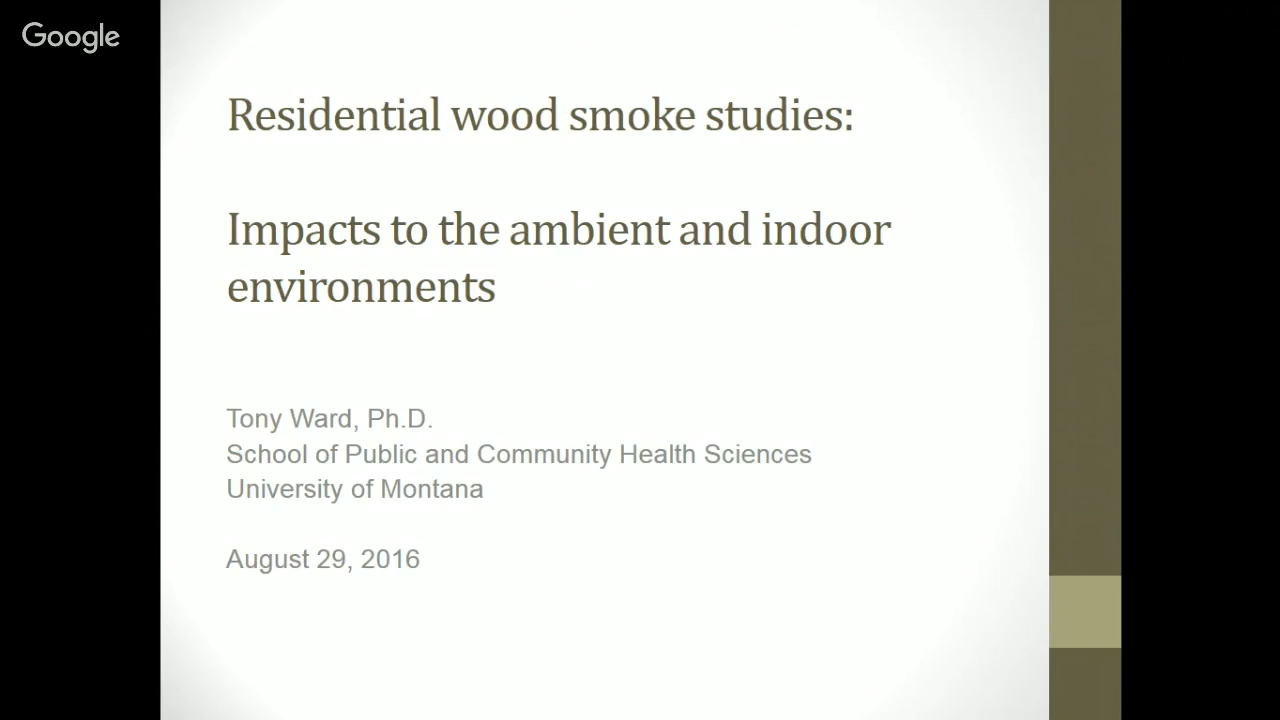 Google
Residential wood smoke studies:
Impacts to the ambient and indoor
environments
Tony Ward, Ph.D.
School of Public and Community Health Sciences
University of Montana
August 29, 2016